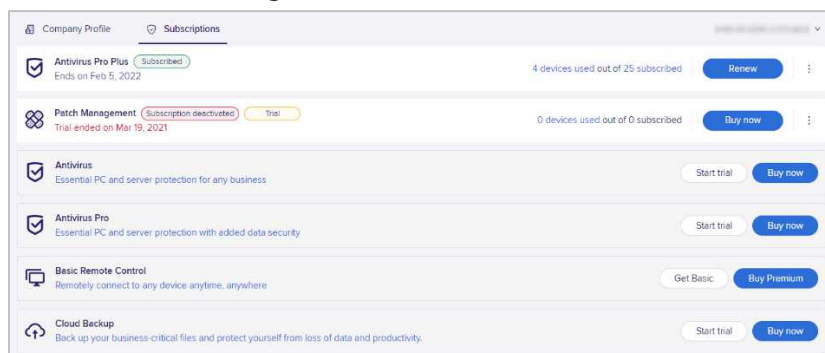 Company Profile Subscriptions
Antivirus Pro Plus Subscribed
Ends on Feb 5, 2022
4 devices used out of 25 subscribed Renew
Patch Management Subscription deactivated Trial
Trial ended on Mar 19, 2021
0 devices used out of 0 subscribed Buy now
Antivirus
Essential PC and server protection for any business
Start trial Buy now
Antivirus Pro
Essential PC and server protection with added data security
Start trial Buy now
Basic Remote Control
Remotely connect to any device anytime, anywhere
Get Basic Buy Premium
Cloud Backup
Back up your business-critical files and protect yourself from loss of data and productivity.
Start trial Buy now